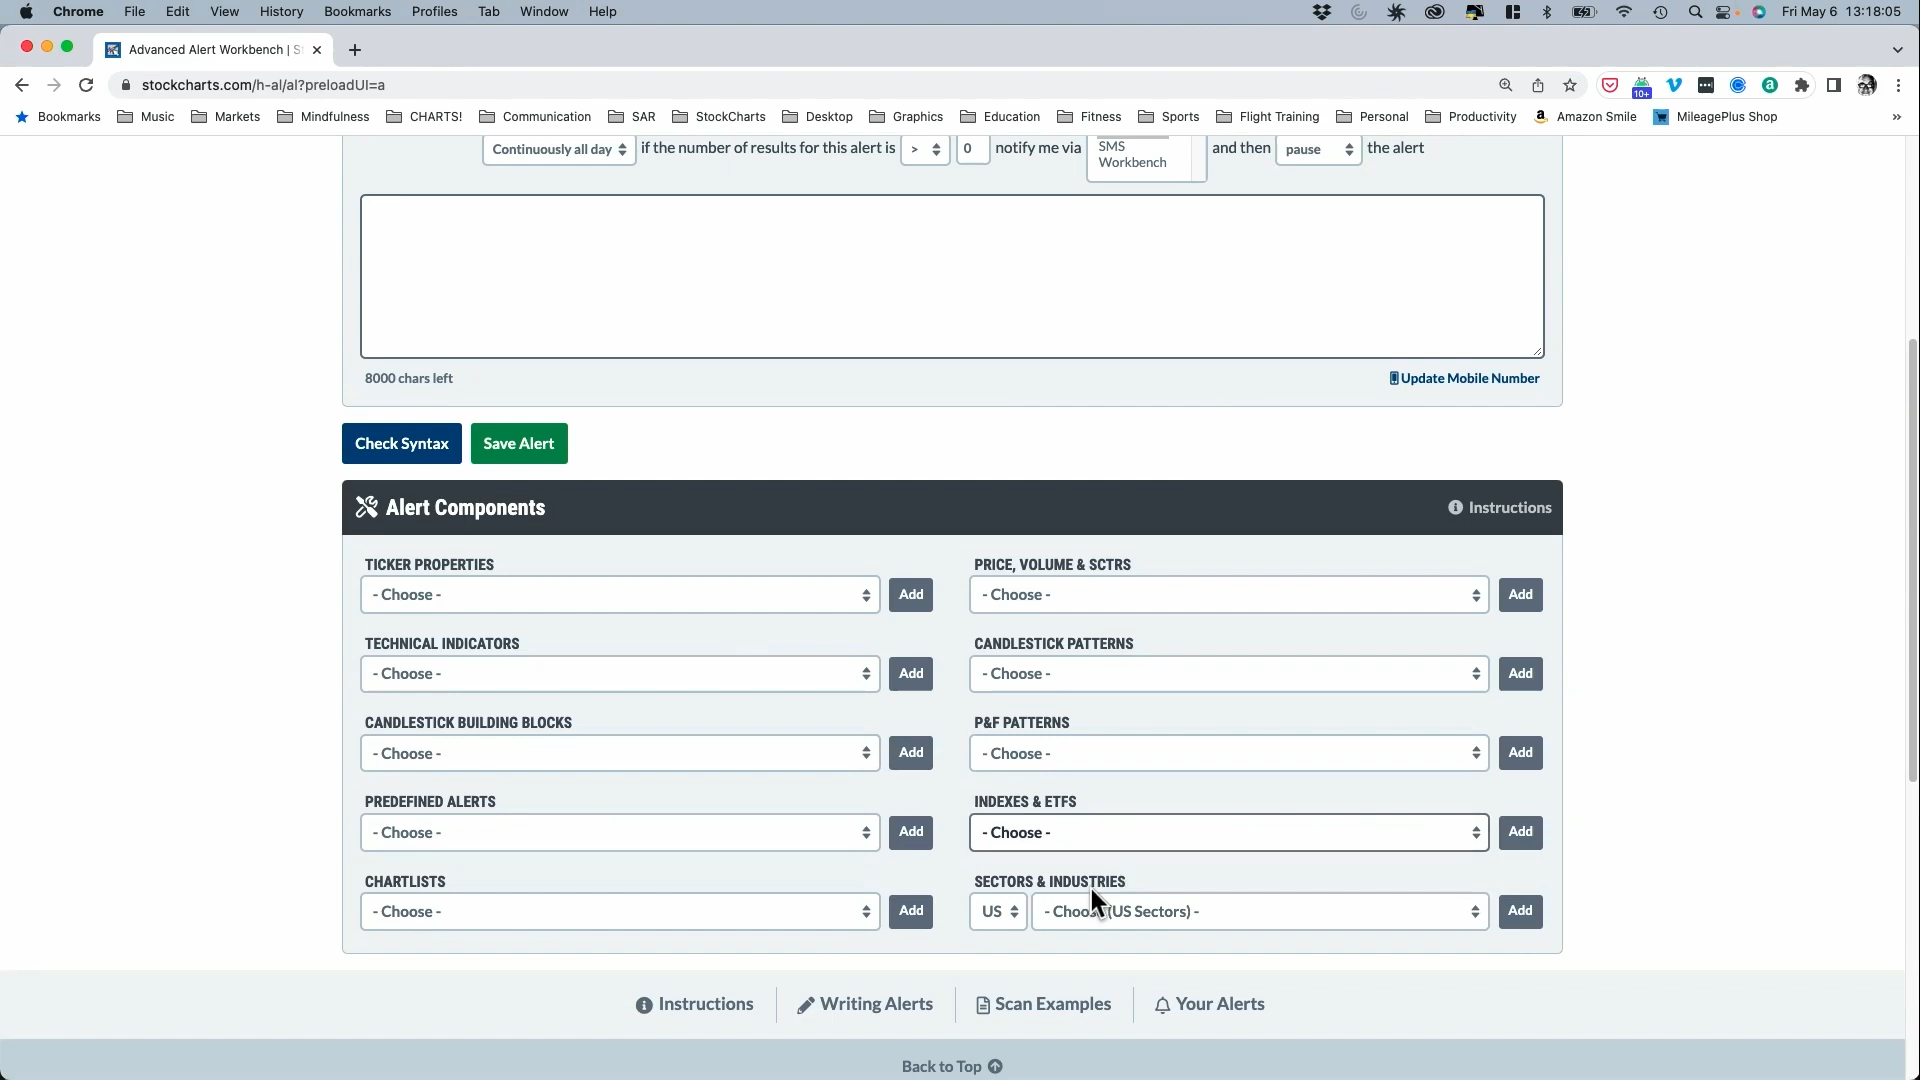 Chrome File Edit View History Bookmarks Profiles Tab Window Help Fri May 6 13:18:05
Advanced Alert Workbench | S
stockcharts.com/h-al/al?preloadUI=a
10+
Bookmarks Music Markets Mindfulness CHARTS! Communication SAR StockCharts Desktop Graphics Education Fitness Sports Flight Training Personal Productivity Amazon Smile MileagePlus Shop »
Continuously all day if the number of results for this alert is > 0 notify me via SMS and then pause the alert
Workbench
8000 chars left Update Mobile Number
Check Syntax Save Alert
Alert Components Instructions
TICKER PROPERTIES PRICE, VOLUME & SCTRS
- Choose - Add - Choose - Add
TECHNICAL INDICATORS CANDLESTICK PATTERNS
- Choose - Add - Choose - Add
CANDLESTICK BUILDING BLOCKS P&F PATTERNS
- Choose - Add - Choose - Add
PREDEFINED ALERTS INDEXES & ETFS
- Choose - Add - Choose - Add
CHARTLISTS SECTORS & INDUSTRIES
- Choose - Add US - Choose (US Sectors) - Add
Instructions Writing Alerts Scan Examples Your Alerts
Back to Top